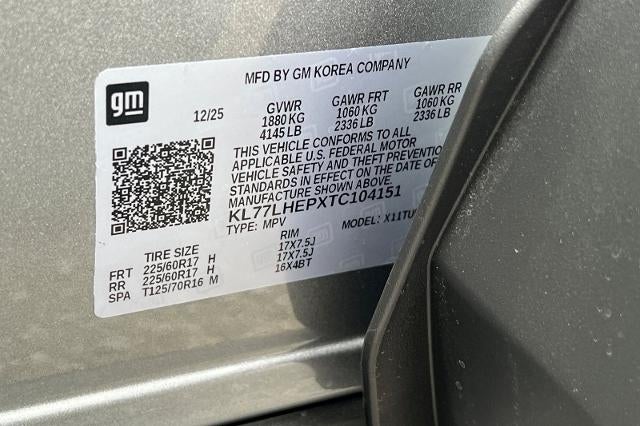 MFD BY GM KOREA COMPANY
gm
12/25
GVWR GAWR FRT GAWR RR
1880 KG 1060 KG 1060 KG
4145 LB 2336 LB 2336 LB
THIS VEHICLE CONFORMS TO ALL
APPLICABLE U.S. FEDERAL MOTOR
VEHICLE SAFETY AND THEFT PREVENTIO
STANDARDS IN EFFECT ON THE DATE OF
MANUFACTURE SHOWN ABOVE.
KL77LHEPXTC104151
TYPE: MPV MODEL: X11TU
TIRE SIZE RIM
FRT 225/60R17 H 17X7.5J
RR 225/60R17 H 17X7.5J
SPA T125/70R16 M 16X4BT